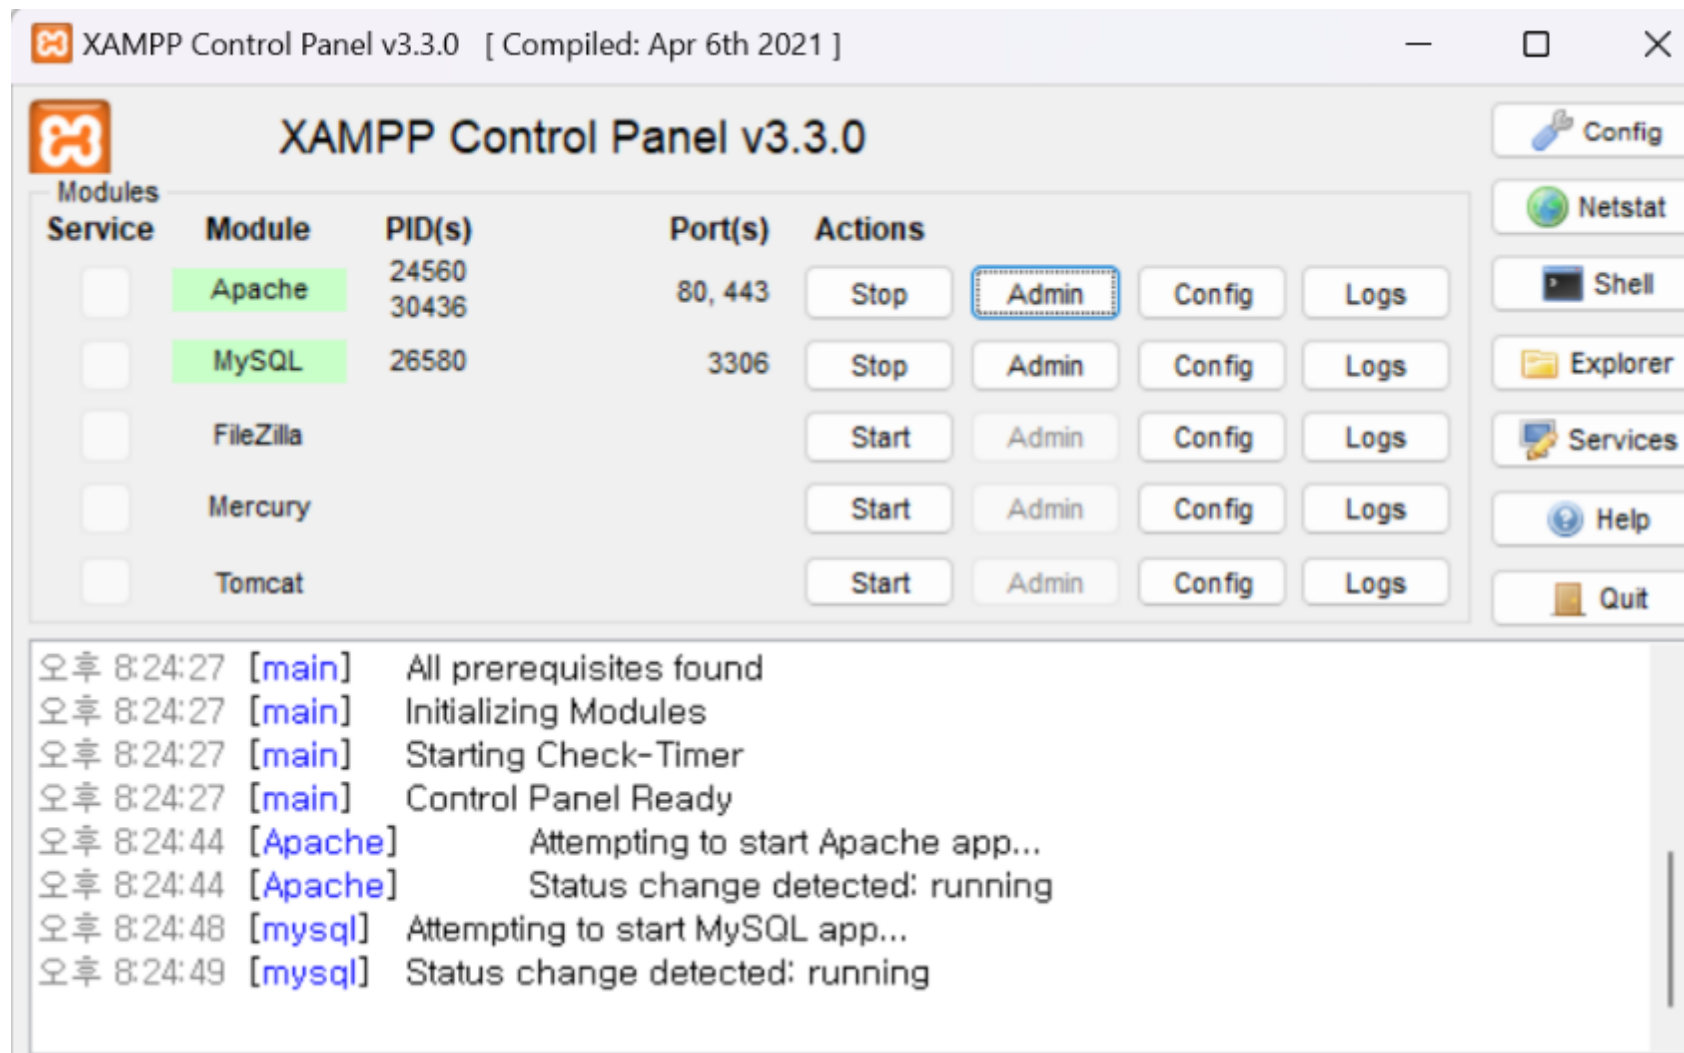 XAMPP Control Panel v3.3.0 [ Compiled: Apr 6th 2021 ]
XAMPP Control Panel v3.3.0
Config
Modules
Service Module PID(s) Port(s) Actions
Netstat
Apache 24560 30436 80, 443 Stop Admin Config Logs
Shell
MySQL 26580 3306 Stop Admin Config Logs
Explorer
FileZilla Start Admin Config Logs
Services
Mercury Start Admin Config Logs
Help
Tomcat Start Admin Config Logs
Quit
오후 8:24:27 [main] All prerequisites found
오후 8:24:27 [main] Initializing Modules
오후 8:24:27 [main] Starting Check-Timer
오후 8:24:27 [main] Control Panel Ready
오후 8:24:44 [Apache] Attempting to start Apache app...
오후 8:24:44 [Apache] Status change detected: running
오후 8:24:48 [mysql] Attempting to start MySQL app...
오후 8:24:49 [mysql] Status change detected: running